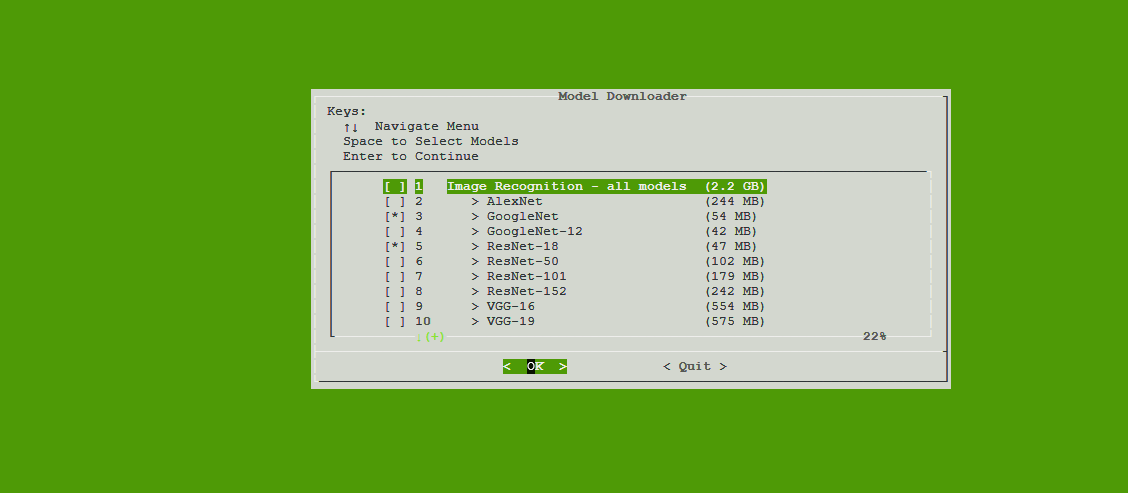 Model Downloader
Keys:
↑↓ Navigate Menu
Space to Select Models
Enter to Continue
[ ] 1 Image Recognition - all models (2.2 GB)
[ ] 2 > AlexNet (244 MB)
[*] 3 > GoogleNet (54 MB)
[ ] 4 > GoogleNet-12 (42 MB)
[*] 5 > ResNet-18 (47 MB)
[ ] 6 > ResNet-50 (102 MB)
[ ] 7 > ResNet-101 (179 MB)
[ ] 8 > ResNet-152 (242 MB)
[ ] 9 > VGG-16 (554 MB)
[ ] 10 > VGG-19 (575 MB)
↓(+) 22%
< OK > < Quit >